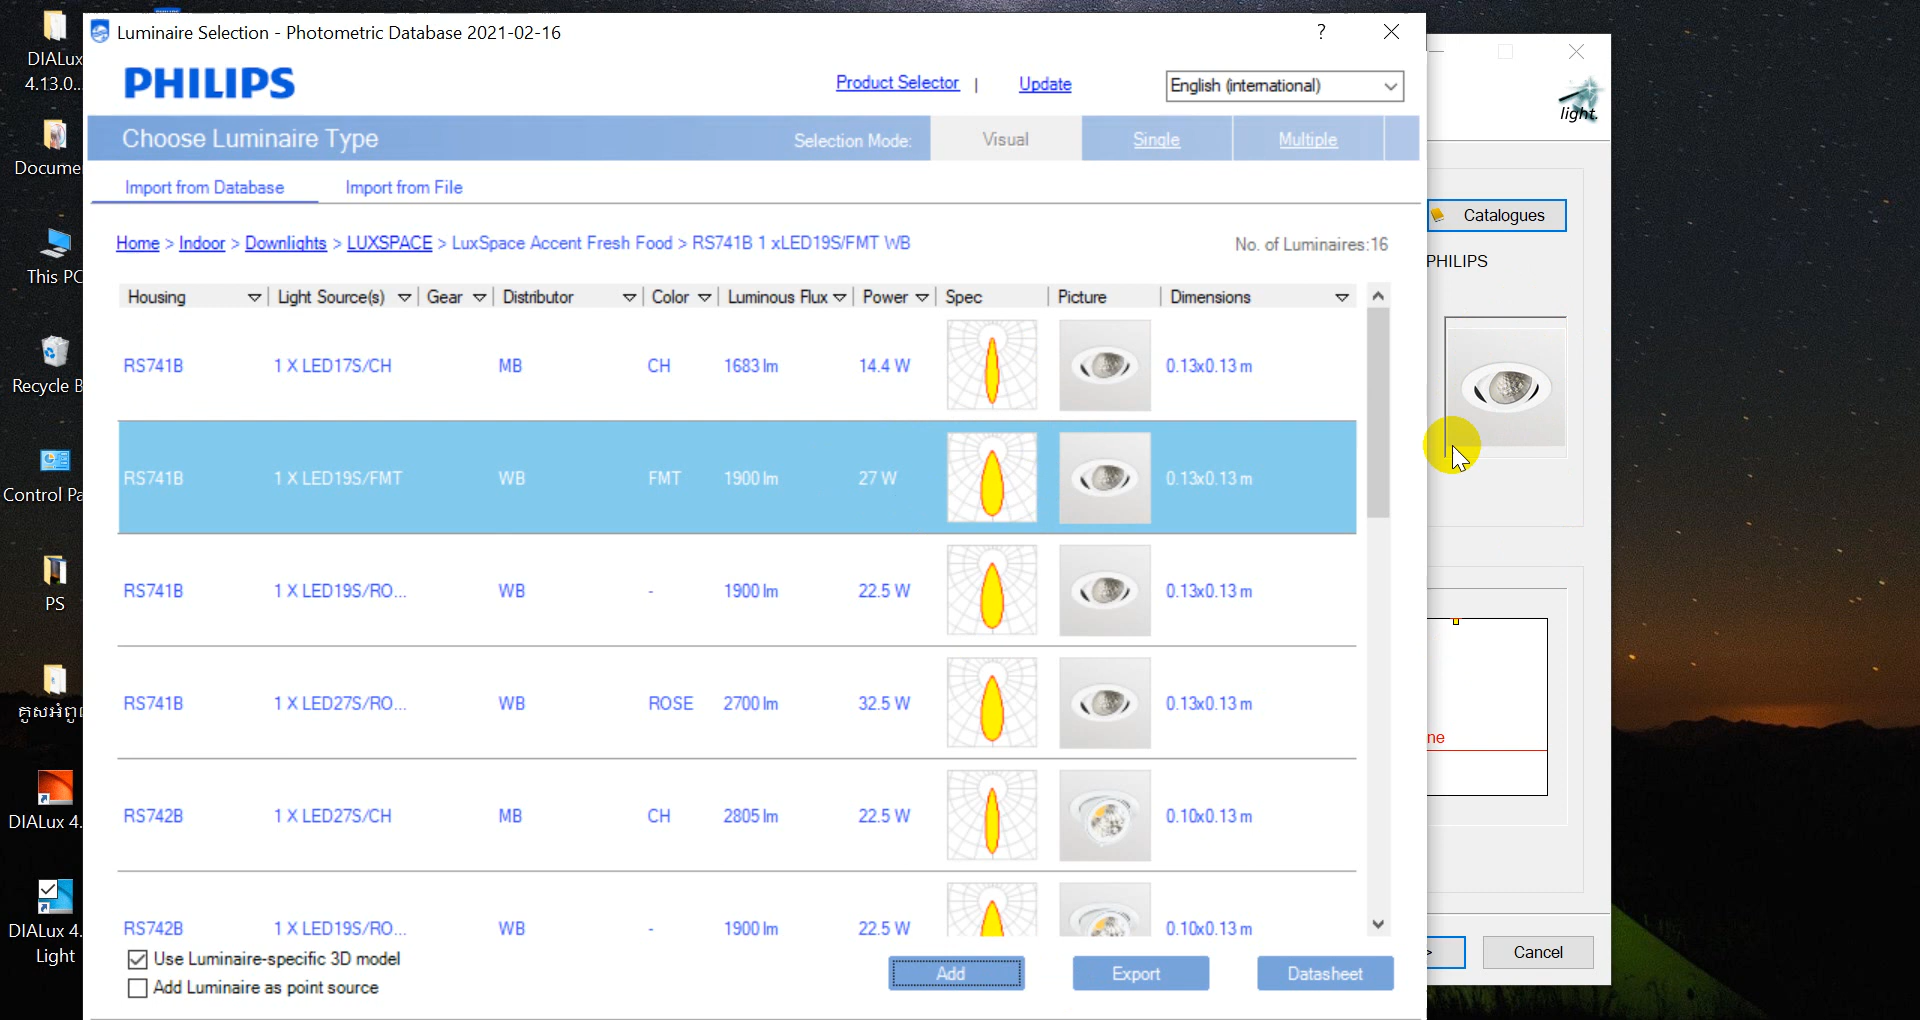 DIALux
4.13.0...
Docume
This PC
Recycle B
Control Pa
PS
DIALux 4.
DIALux 4.
Light
Luminaire Selection - Photometric Database 2021-02-16
?
PHILIPS
Product Selector | Update
English (international)
Choose Luminaire Type
Selection Mode: Visual Single Multiple
Import from Database Import from File
Home > Indoor > Downlights > LUXSPACE > LuxSpace Accent Fresh Food > RS741B 1 xLED19S/FMT WB
No. of Luminaires:16
Housing Light Source(s) Gear Distributor Color Luminous Flux Power Spec Picture Dimensions
RS741B 1 X LED17S/CH MB CH 1683 lm 14.4 W 0.13x0.13 m
RS741B 1 X LED19S/FMT WB FMT 1900 lm 27 W 0.13x0.13 m
RS741B 1 X LED19S/RO... WB - 1900 lm 22.5 W 0.13x0.13 m
RS741B 1 X LED27S/RO... WB ROSE 2700 lm 32.5 W 0.13x0.13 m
RS742B 1 X LED27S/CH MB CH 2805 lm 22.5 W 0.10x0.13 m
RS742B 1 X LED19S/RO... WB - 1900 lm 22.5 W 0.10x0.13 m
Use Luminaire-specific 3D model
Add Luminaire as point source
Add Export Datasheet
light.
Catalogues
PHILIPS
ne
> Cancel